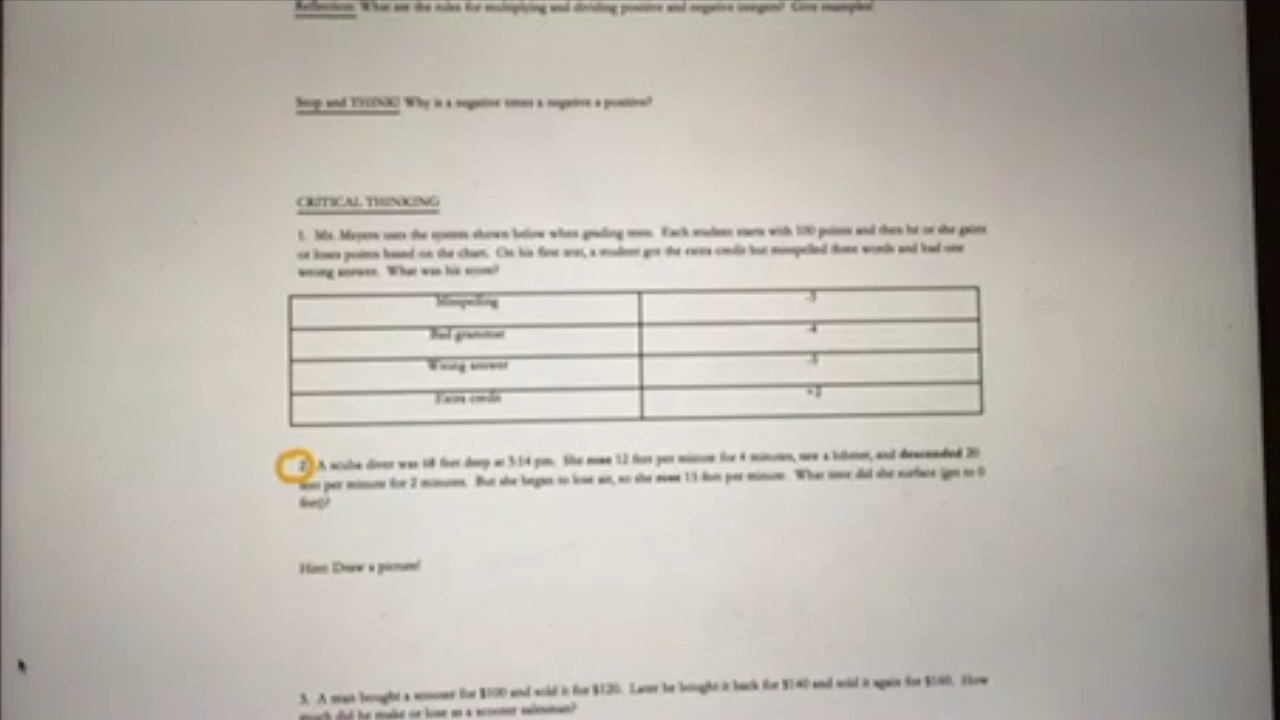 Reflection: What are the rules for multiplying and dividing positive and negative integers? Give examples!
Stop and THINK! Why is a negative times a negative a positive?
CRITICAL THINKING
1. Ms. Meyers uses the system shown below when grading tests. Each student starts with 100 points and then he or she gains
or loses points based on the chart. On his first test, a student got the extra credit but misspelled three words and had one
wrong answer. What was his score?
Misspelling
Bad grammar -4
Wrong answer
Extra credit +2
2. A scuba diver was 68 feet deep at 5:14 pm. She rose 12 feet per minute for 4 minutes, saw a lobster, and descended 20
feet per minute for 2 minutes. But she began to lose air, so she rose 15 feet per minute. What time did she surface (get to 0
feet)?
Hint: Draw a picture!
3. A man bought a scooter for $100 and sold it for $120. Later he bought it back for $140 and sold it again for $160. How
much did he make or lose as a scooter salesman?